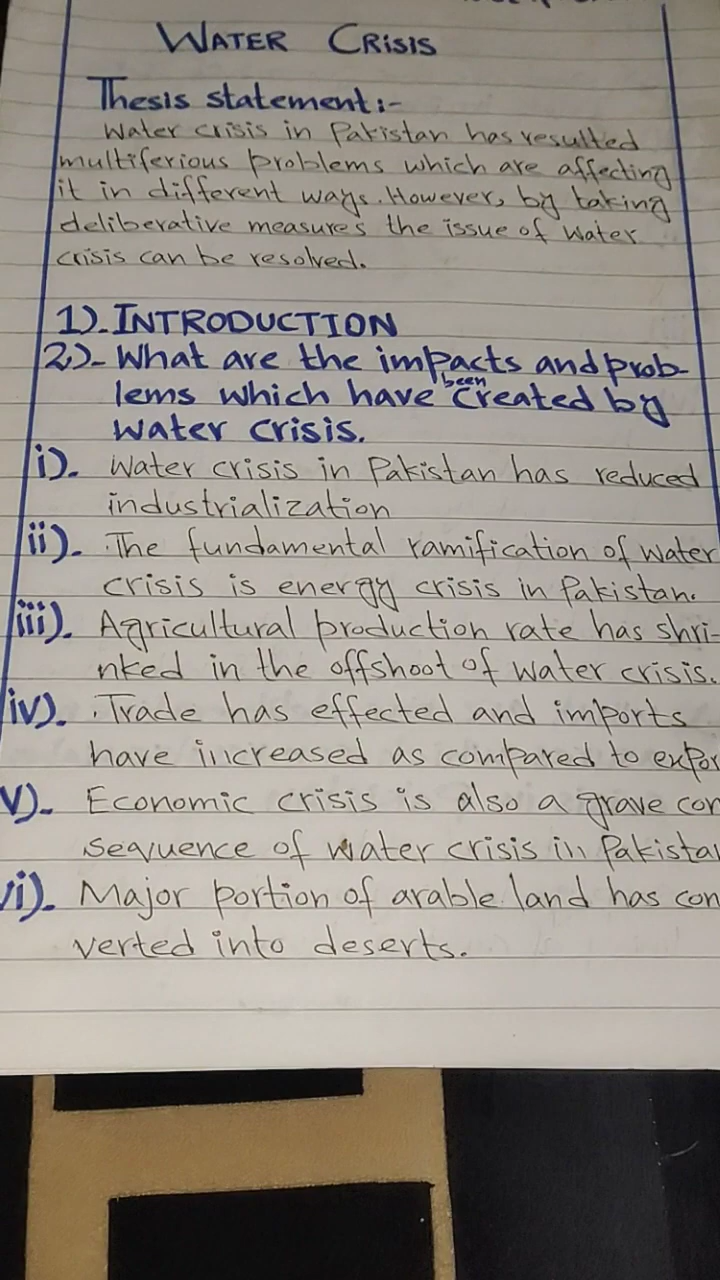 WATER CRISIS
Thesis statement:-
Water crisis in Pakistan has resulted
multiferious problems which are affecting
it in different ways. However, by taking
deliberative measures the issue of water
crisis can be resolved.
1). INTRODUCTION
2)- What are the impacts and prob-
been
lems which have created by
water crisis.
i). Water crisis in Pakistan has reduced
industrialization
ii). The fundamental ramification of water
crisis is energy crisis in Pakistan.
iii). Agricultural production rate has shri-
nked in the offshoot of water crisis.
iv). Trade has effected and imports
have increased as compared to expor
v). Economic crisis is also a grave con
sequence of water crisis in Pakistan
vi). Major portion of arable land has con
verted into deserts.